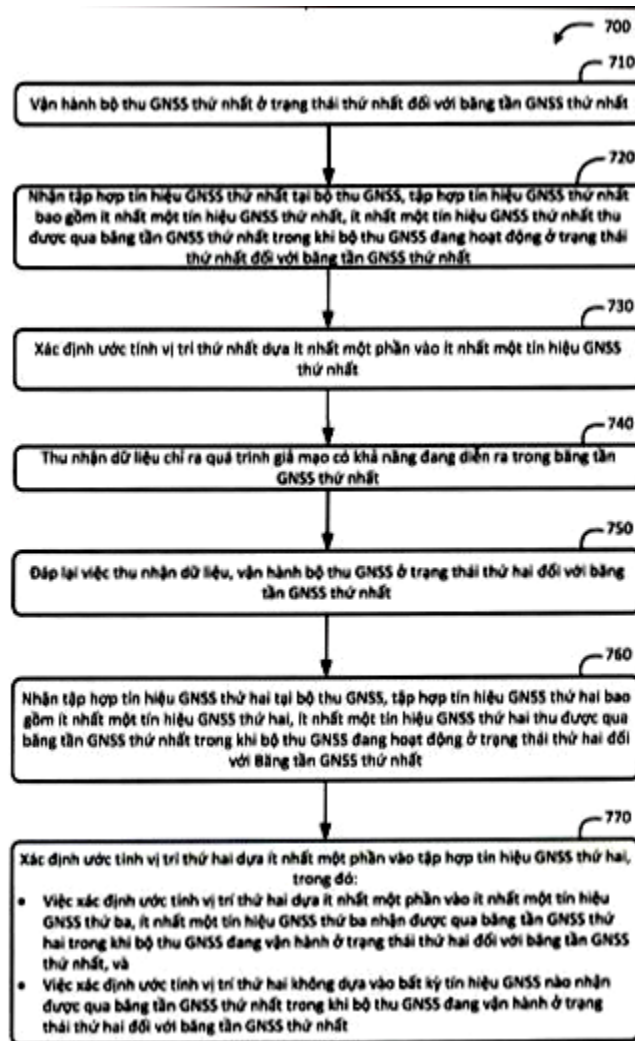 700
710
Vận hành bộ thu GNSS thứ nhất ở trạng thái thứ nhất đối với băng tần GNSS thứ nhất
720
Nhận tập hợp tín hiệu GNSS thứ nhất tại bộ thu GNSS, tập hợp tín hiệu GNSS thứ nhất
bao gồm ít nhất một tín hiệu GNSS thứ nhất, ít nhất một tín hiệu GNSS thứ nhất thu
được qua băng tần GNSS thứ nhất trong khi bộ thu GNSS đang hoạt động ở trạng thái
thứ nhất đối với băng tần GNSS thứ nhất
730
Xác định ước tính vị trí thứ nhất dựa ít nhất một phần vào ít nhất một tín hiệu GNSS
thứ nhất
740
Thu nhận dữ liệu chỉ ra quá trình giả mạo có khả năng đang diễn ra trong băng tần
GNSS thứ nhất
750
Đáp lại việc thu nhận dữ liệu, vận hành bộ thu GNSS ở trạng thái thứ hai đối với băng
tần GNSS thứ nhất
760
Nhận tập hợp tín hiệu GNSS thứ hai tại bộ thu GNSS, tập hợp tín hiệu GNSS thứ hai bao
gồm ít nhất một tín hiệu GNSS thứ hai, ít nhất một tín hiệu GNSS thứ hai thu được qua
băng tần GNSS thứ nhất trong khi bộ thu GNSS đang hoạt động ở trạng thái thứ hai đối
với Băng tần GNSS thứ nhất
770
Xác định ước tính vị trí thứ hai dựa ít nhất một phần vào tập hợp tín hiệu GNSS thứ hai,
trong đó:
• Việc xác định ước tính vị trí thứ hai dựa ít nhất một phần vào ít nhất một tín hiệu
GNSS thứ ba, ít nhất một tín hiệu GNSS thứ ba nhận được qua băng tần GNSS thứ
hai trong khi bộ thu GNSS đang vận hành ở trạng thái thứ hai đối với băng tần GNSS
thứ nhất, và
• Việc xác định ước tính vị trí thứ hai không dựa vào bất kỳ tín hiệu GNSS nào nhận
được qua băng tần GNSS thứ nhất trong khi bộ thu GNSS đang vận hành ở trạng
thái thứ hai đối với băng tần GNSS thứ nhất